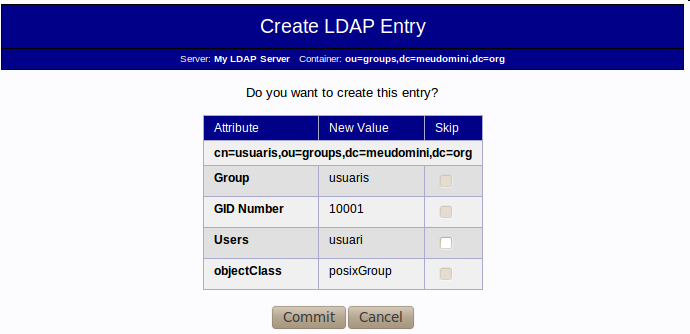 Create LDAP Entry
Server: My LDAP Server Container: ou=groups,dc=meudomini,dc=org
Do you want to create this entry?
Attribute New Value Skip
cn=usuaris,ou=groups,dc=meudomini,dc=org
Group usuaris
GID Number 10001
Users usuari
objectClass posixGroup
Commit Cancel